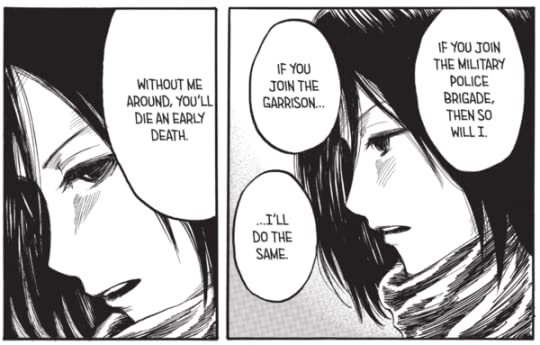 IF YOU JOIN
THE MILITARY
POLICE
BRIGADE,
THEN SO
WILL I.
IF YOU
JOIN THE
GARRISON...
...I'LL
DO THE
SAME.
WITHOUT ME
AROUND, YOU'LL
DIE AN EARLY
DEATH.